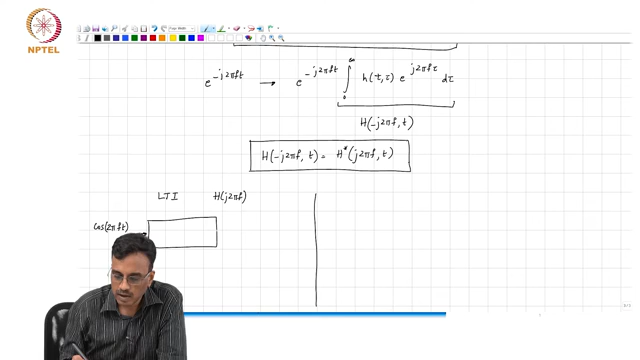 NPTEL
e^{-j2πft} → e^{-j2πft} ∫_0^∞ h(t,τ) e^{j2πfτ} dτ
H(-j2πf, t)
H(-j2πf, t) = H*(j2πf, t)
LTI H(j2πf)
Cos(2πft)